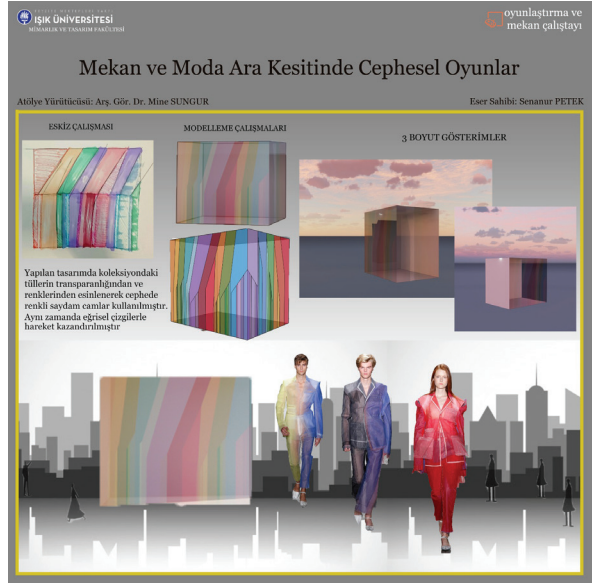 IŞIK ÜNİVERSİTESİ
MİMARLIK VE TASARIM FAKÜLTESİ
oyunlaştırma ve
mekan çalıştayı
Mekan ve Moda Ara Kesitinde Cephesel Oyunlar
Atölye Yürütücüsü: Arş. Gör. Dr. Mine SUNGUR
Eser Sahibi: Senanur PETEK
ESKİZ ÇALIŞMASI
MODELLEME ÇALIŞMALARI
3 BOYUT GÖSTERİMLER
Yapılan tasarımda koleksiyondaki
tüllerin transparanlığından ve
renklerinden esinlenerek cephede
renkli saydam camlar kullanılmıştır.
Aynı zamanda eğrisel çizgilerle
hareket kazandırılmıştır